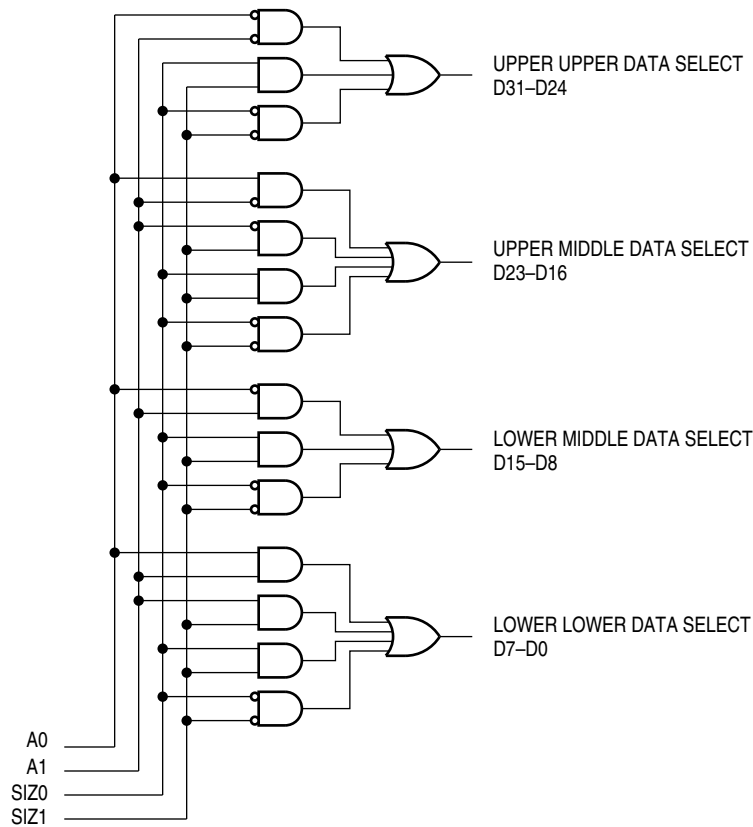 UPPER UPPER DATA SELECT
D31–D24
UPPER MIDDLE DATA SELECT
D23–D16
LOWER MIDDLE DATA SELECT
D15–D8
LOWER LOWER DATA SELECT
D7–D0
A0
A1
SIZ0
SIZ1